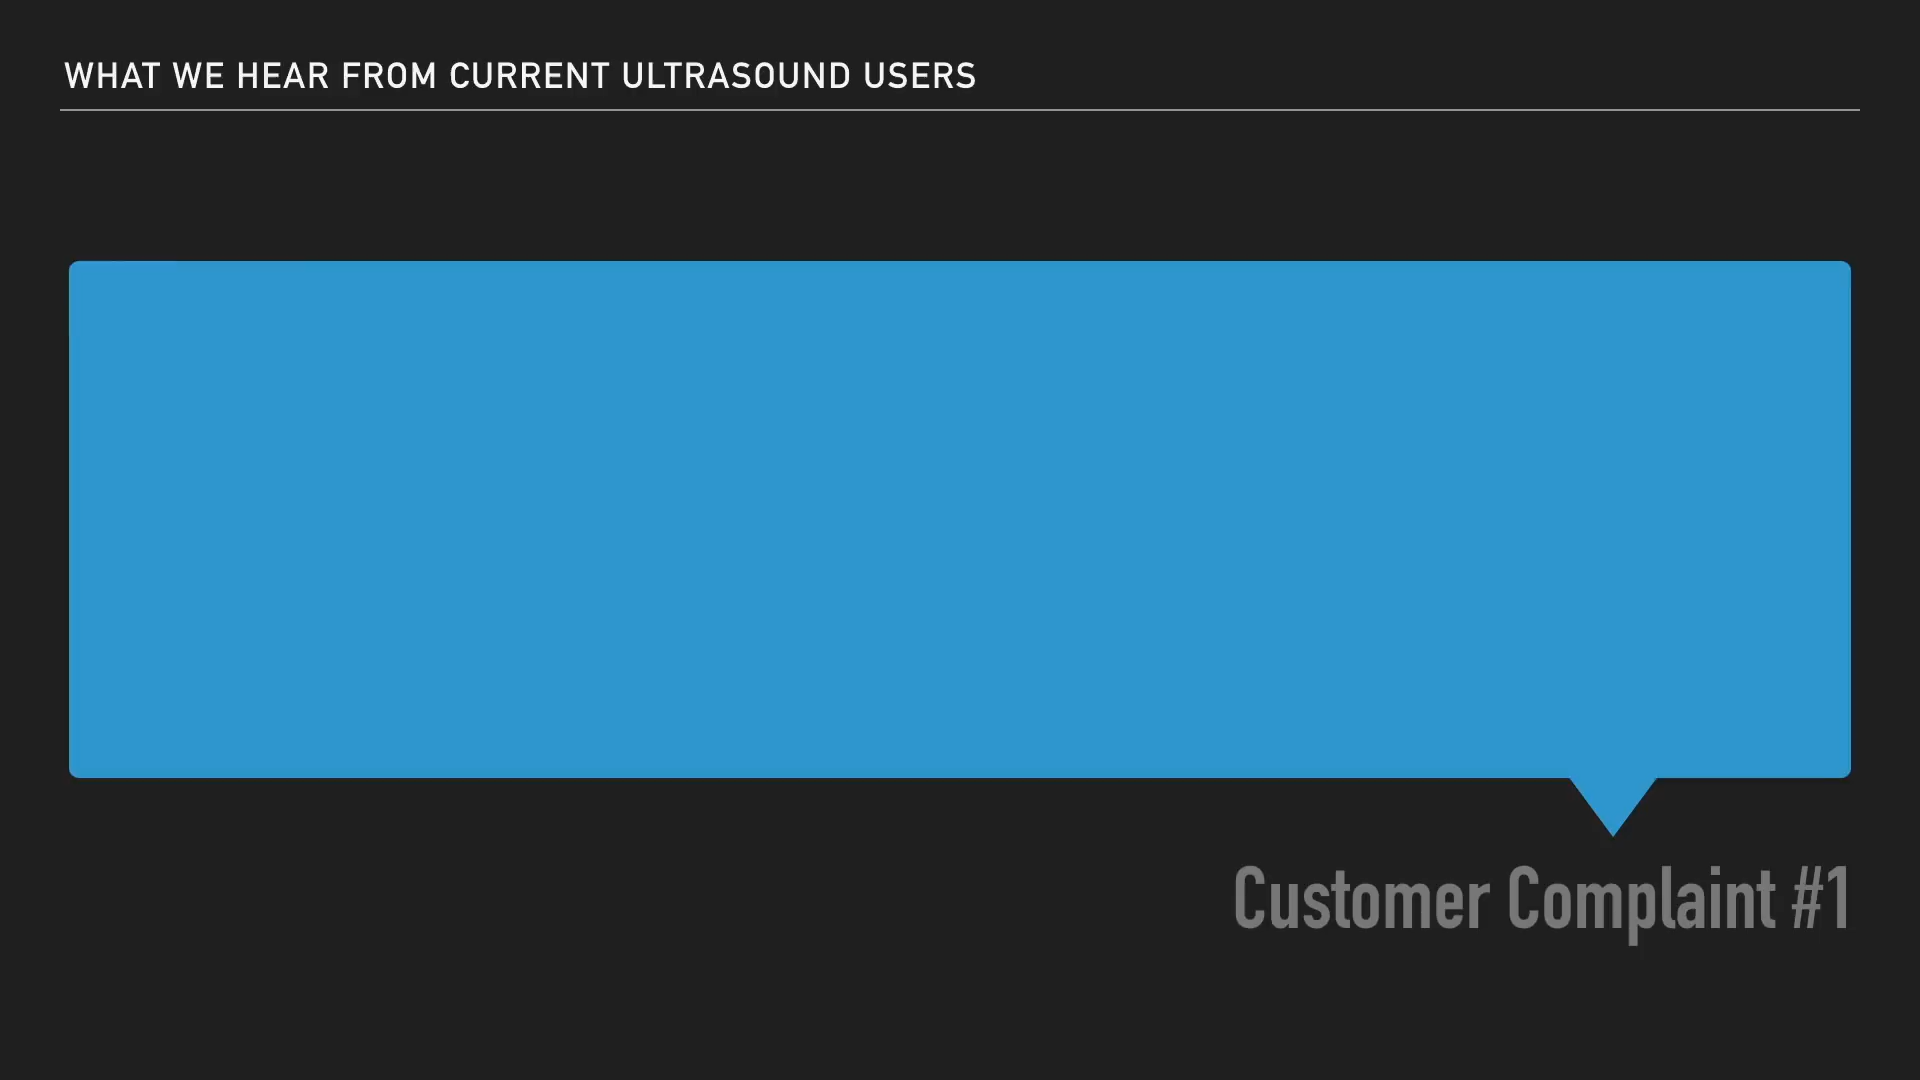 WHAT WE HEAR FROM CURRENT ULTRASOUND USERS
Customer Complaint #1